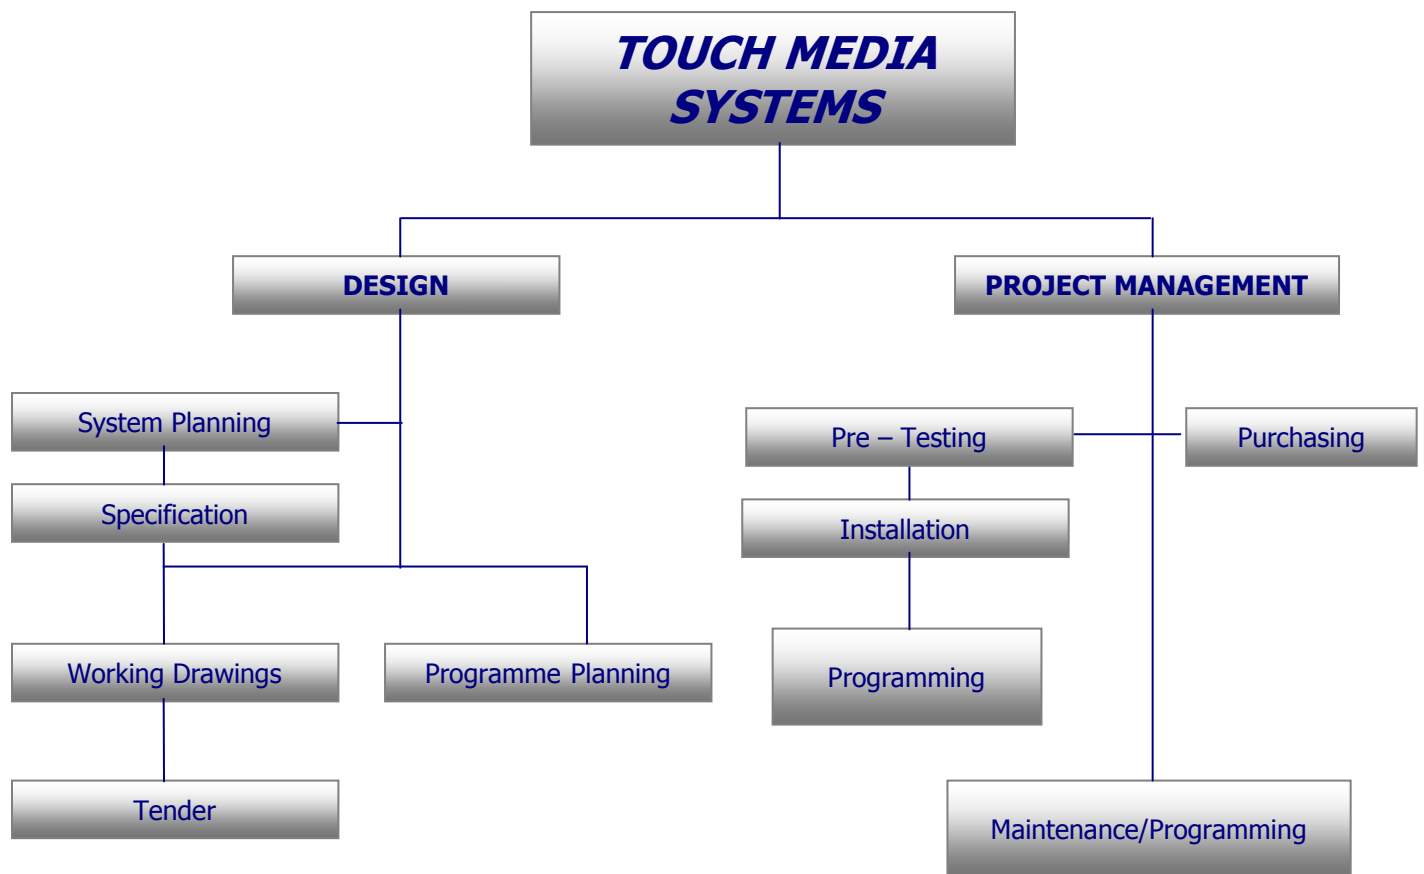 TOUCH MEDIA
SYSTEMS
DESIGN
PROJECT MANAGEMENT
System Planning
Pre – Testing
Purchasing
Specification
Installation
Working Drawings
Programme Planning
Programming
Tender
Maintenance/Programming